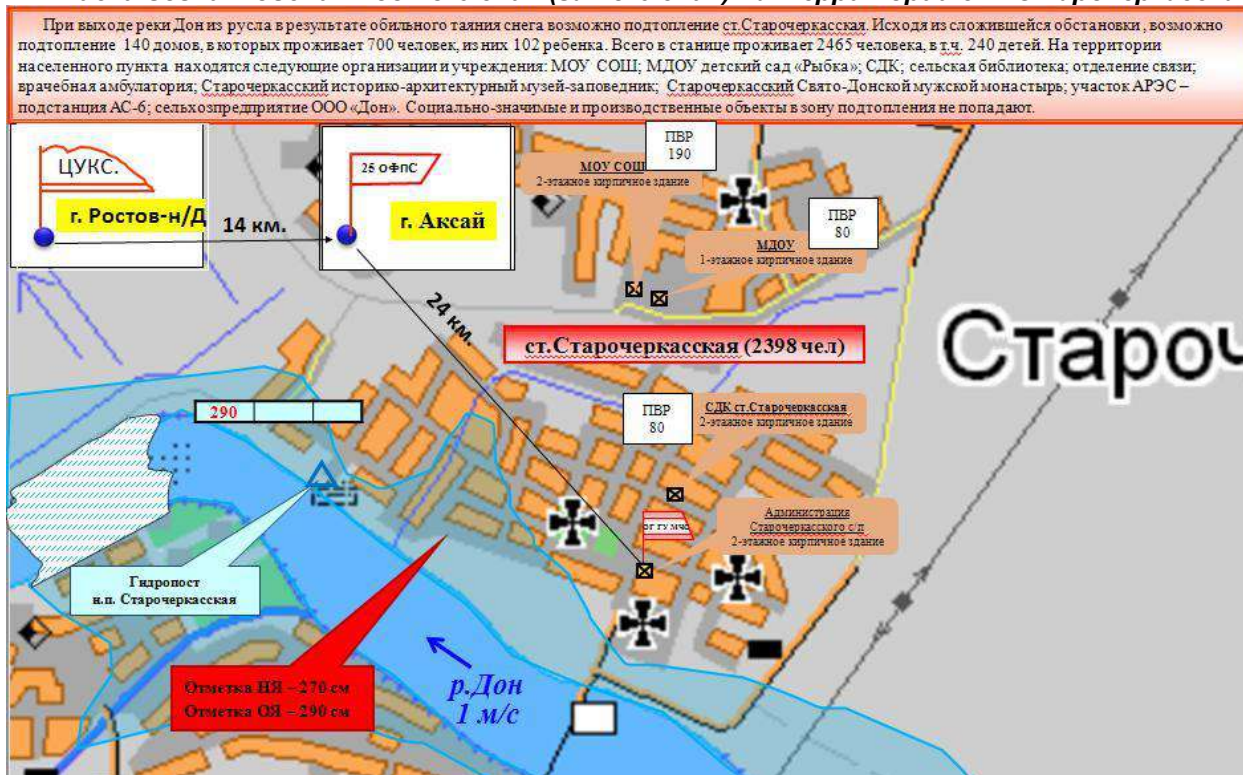 При выходе реки Дон из русла в результате обильного таяния снега возможно подтопление ст.Старочеркасская. Исходя из сложившейся обстановки, возможно
подтопление 140 домов, в которых проживает 700 человек, из них 102 ребенка. Всего в станице проживает 2465 человека, в т.ч. 240 детей. На территории
населенного пункта находятся следующие организации и учреждения: МОУ СОШ; МДОУ детский сад «Рыбка»; СДК; сельская библиотека; отделение связи;
врачебная амбулатория; Старочеркасский историко-архитектурный музей-заповедник; Старочеркасский Свято-Донской мужской монастырь; участок АРЭС –
подстанция АС-6; сельхозпредприятие ООО «Дон». Социально-значимые и производственные объекты в зону подтопления не попадают.
ЦУКС.
г. Ростов-н/Д
14 км.
25 ОФПС
г. Аксай
ПВР
190
МОУ СОШ
2-этажное кирпичное здание
ПВР
80
МДОУ
1-этажное кирпичное здание
24 км.
ст.Старочеркасская (2398 чел)
Староч
290
ПВР
80
СДК ст.Старочеркасская
2-этажное кирпичное здание
ОГ ГУ МЧС
Администрация
Старочеркасского с/п
2-этажное кирпичное здание
Гидропост
н.п. Старочеркасская
Отметка НЯ – 270 см
Отметка ОЯ – 290 см
р.Дон
1 м/с